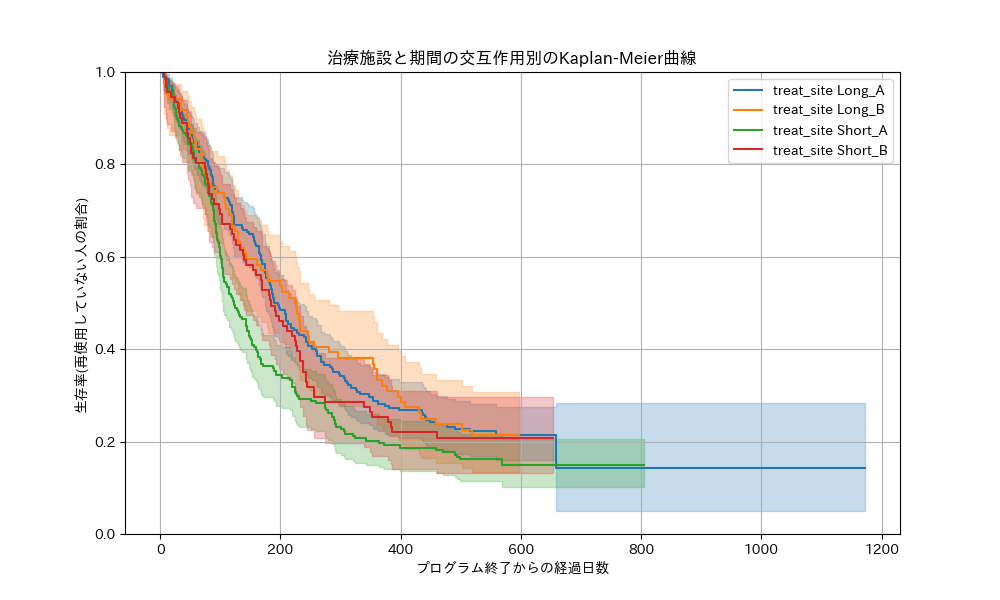 治療施設と期間の交互作用別のKaplan-Meier曲線
treat_site Long_A
treat_site Long_B
treat_site Short_A
treat_site Short_B
生存率(再使用していない人の割合)
1.0
0.8
0.6
0.4
0.2
0.0
0 200 400 600 800 1000 1200
プログラム終了からの経過日数